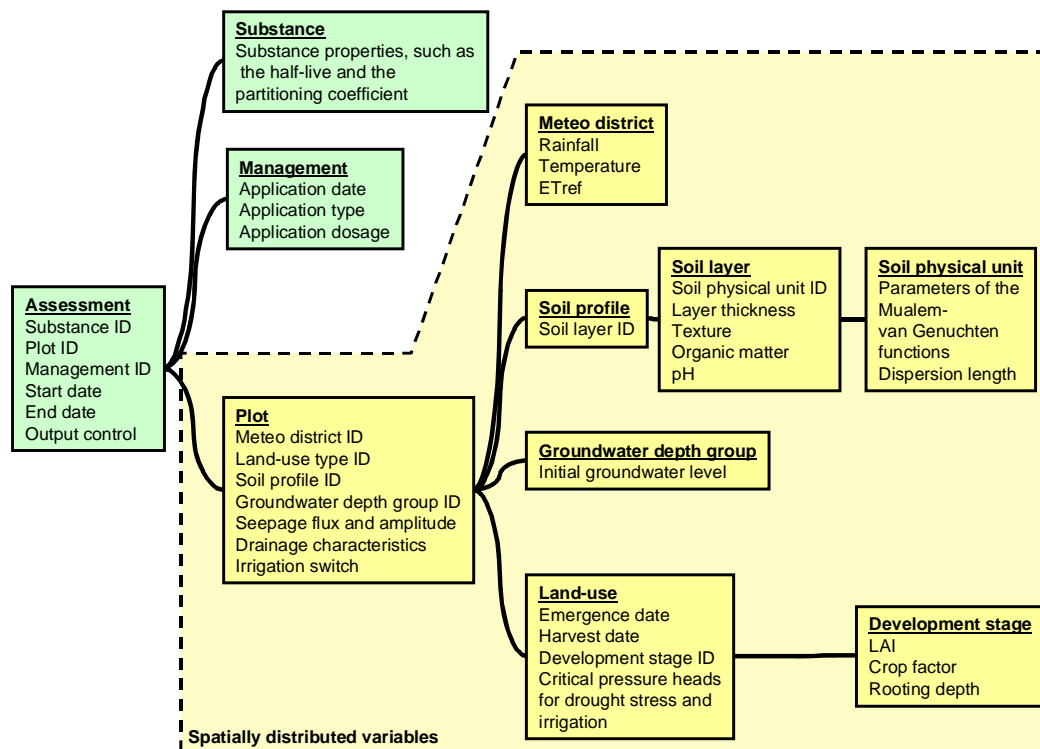 Substance
Substance properties, such as
the half-live and the
partitioning coefficient
Management
Application date
Application type
Application dosage
Assessment
Substance ID
Plot ID
Management ID
Start date
End date
Output control
Plot
Meteo district ID
Land-use type ID
Soil profile ID
Groundwater depth group ID
Seepage flux and amplitude
Drainage characteristics
Irrigation switch
Meteo district
Rainfall
Temperature
ETref
Soil profile
Soil layer ID
Soil layer
Soil physical unit ID
Layer thickness
Texture
Organic matter
pH
Soil physical unit
Parameters of the
Mualem-
van Genuchten
functions
Dispersion length
Groundwater depth group
Initial groundwater level
Land-use
Emergence date
Harvest date
Development stage ID
Critical pressure heads
for drought stress and
irrigation
Development stage
LAI
Crop factor
Rooting depth
Spatially distributed variables